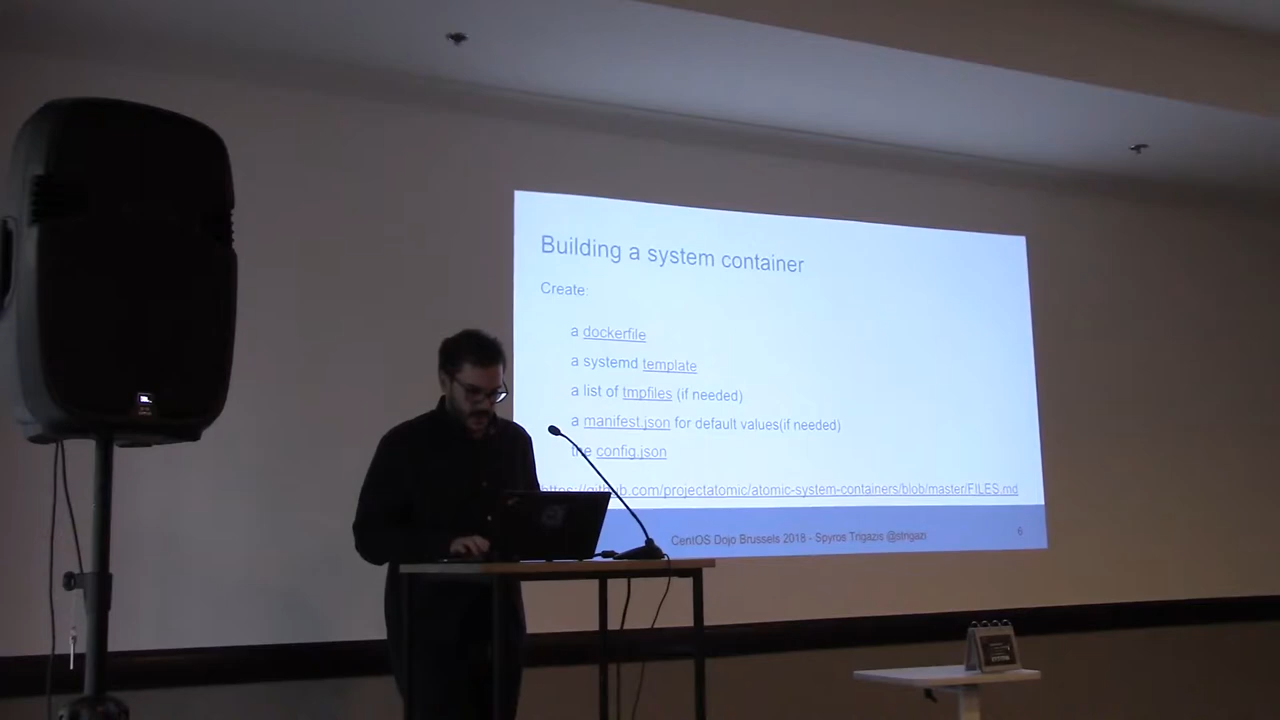 Building a system container
Create:
a dockerfile
a systemd template
a list of tmpfiles (if needed)
a manifest.json for default values(if needed)
the config.json
https://github.com/projectatomic/atomic-system-containers/blob/master/FILES.md
CentOS Dojo Brussels 2018 - Spyros Trigazis @strigazi
6
JBL